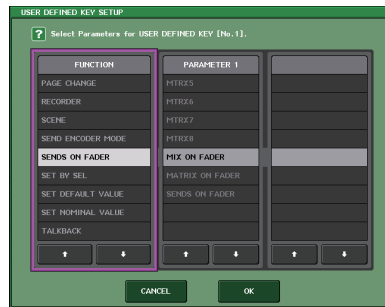 USER DEFINED KEY SETUP
? Select Parameters for USER DEFINED KEY [No.1].
FUNCTION
PAGE CHANGE
RECORDER
SCENE
SEND ENCODER MODE
SENDS ON FADER
SET BY SEL
SET DEFAULT VALUE
SET NOMINAL VALUE
TALKBACK
PARAMETER 1
MTRX5
MTRX6
MTRX7
MTRX8
MIX ON FADER
MATRIX ON FADER
SENDS ON FADER
CANCEL
OK